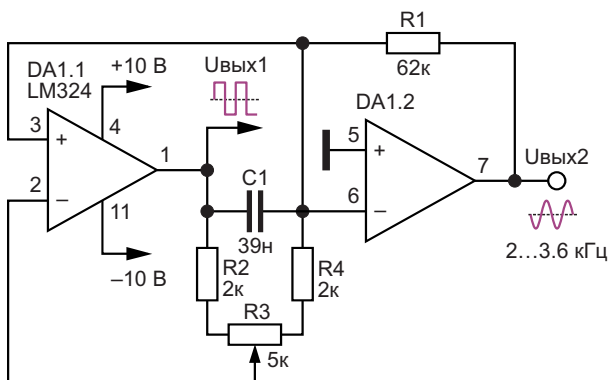 R1
62к
+10 В
Uвых1
DA1.1
LM324
DA1.2
3
+
4
1
2
–
11
5
+
6
–
7
Uвых2
C1
39н
–10 В
R2
2к
R4
2к
R3
5к
2...3.6 кГц